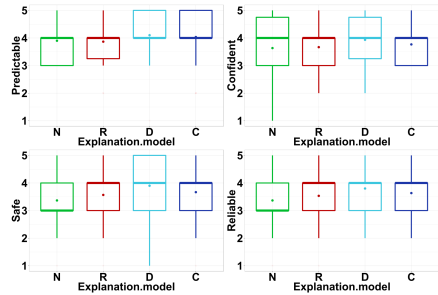 5
4
3
2
1
Predictable
N R D C
Explanation.model
5
4
3
2
1
Confident
N R D C
Explanation.model
5
4
3
2
1
Safe
N R D C
Explanation.model
5
4
3
2
1
Reliable
N R D C
Explanation.model